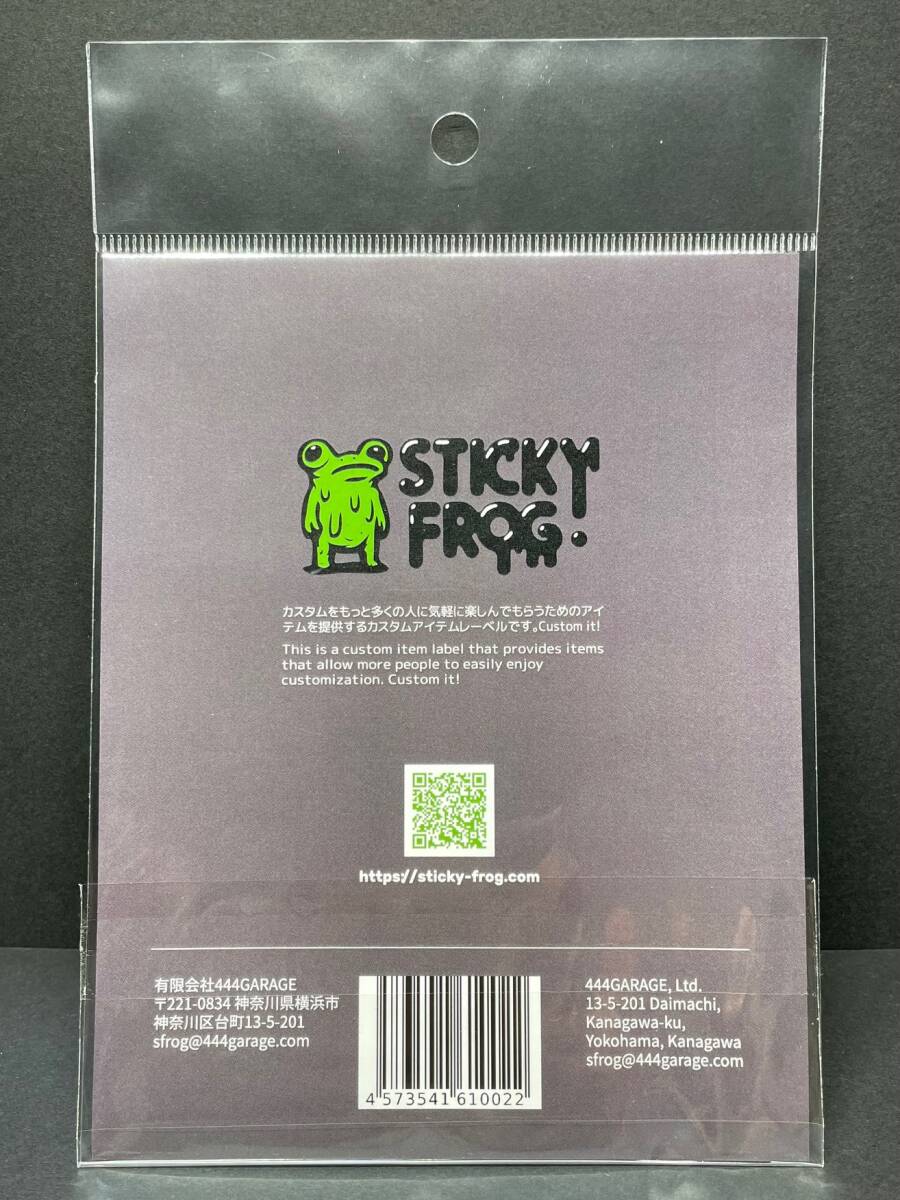 STICKY
FROG!
カスタムをもっと多くの人に気軽に楽しんでもらうためのアイ
テムを提供するカスタムアイテムレーベルです。Custom it!
This is a custom item label that provides items
that allow more people to easily enjoy
customization. Custom it!
https://sticky-frog.com
有限会社444GARAGE
〒221-0834 神奈川県横浜市
神奈川区台町13-5-201
sfrog@444garage.com
4 573541 610022
444GARAGE, Ltd.
13-5-201 Daimachi,
Kanagawa-ku,
Yokohama, Kanagawa
sfrog@444garage.com